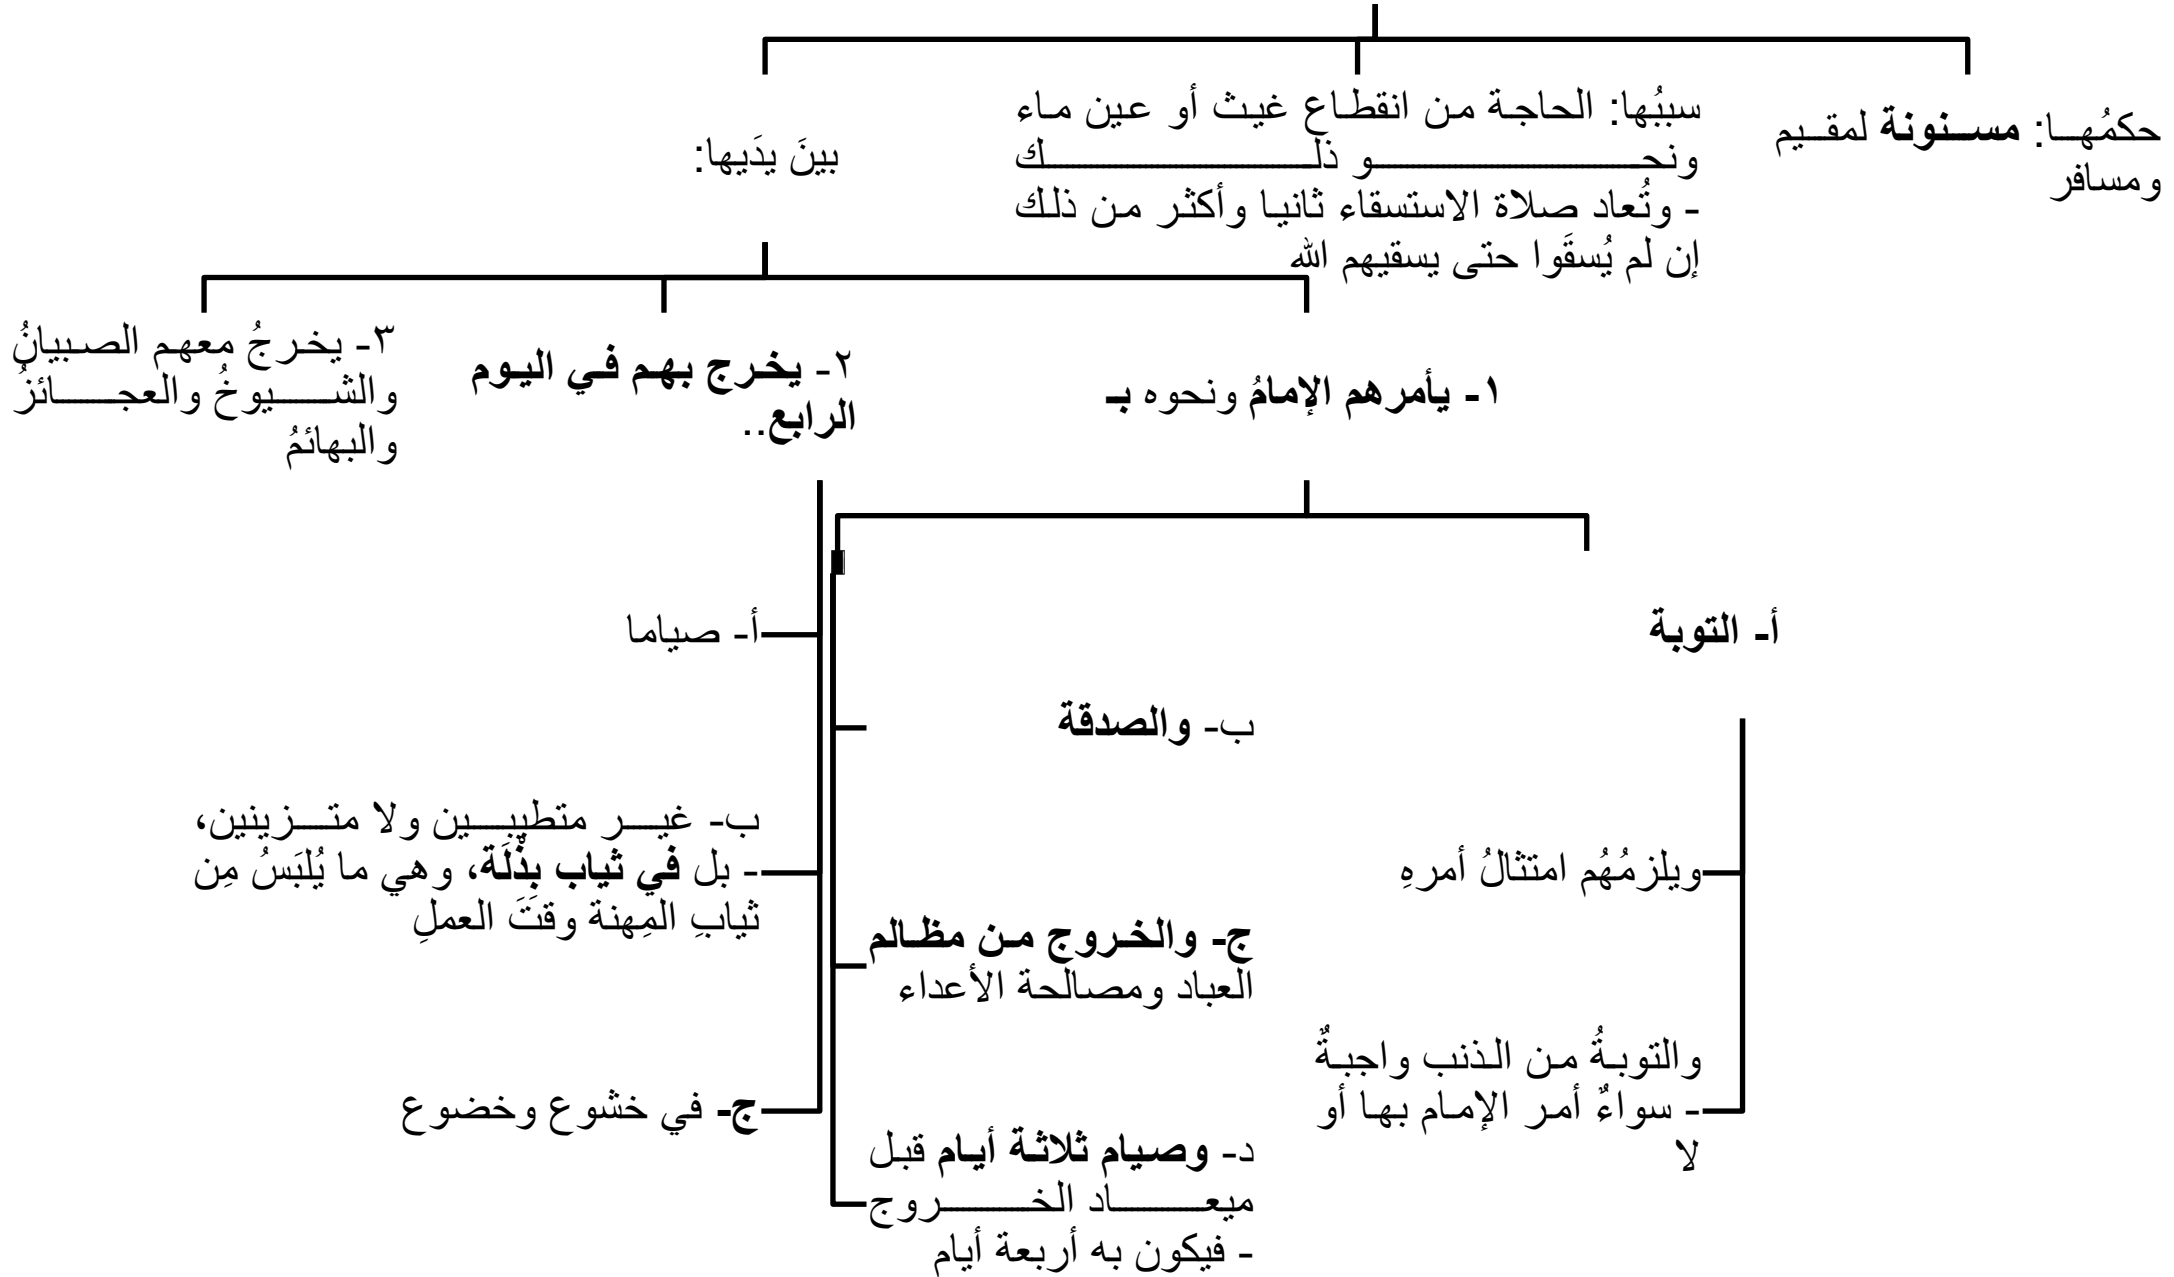 حكمُها: مسنونة لمقيم
ومسافر
سببُها: الحاجة من انقطاع غيث أو عين ماء
ونحو ذلك
- وتُعاد صلاة الاستسقاء ثانيا وأكثر من ذلك
إن لم يُسقَوا حتى يسقيهم الله
بينَ يدَيها:
١- يأمرهم الإمامُ ونحوه بـ
٢- يخرج بهم في اليوم
الرابع..
٣- يخرجُ معهم الصبيانُ
والشيوخُ والعجائزُ
والبهائمُ
أ- التوبة
ويلزمُهُم امتثالُ أمرهِ
والتوبةُ من الذنب واجبةٌ
- سواءٌ أمر الإمام بها أو
لا
ب- والصدقة
ج- والخروج من مظالم
العباد ومصالحة الأعداء
د- وصيام ثلاثة أيام قبل
ميعاد الخروج
- فيكون به أربعة أيام
أ- صياما
ب- غير متطيبين ولا متزينين،
- بل في ثياب بِذْلَة، وهي ما يُلبَسُ مِن
ثيابِ المِهنة وقتَ العملِ
ج- في خشوع وخضوع